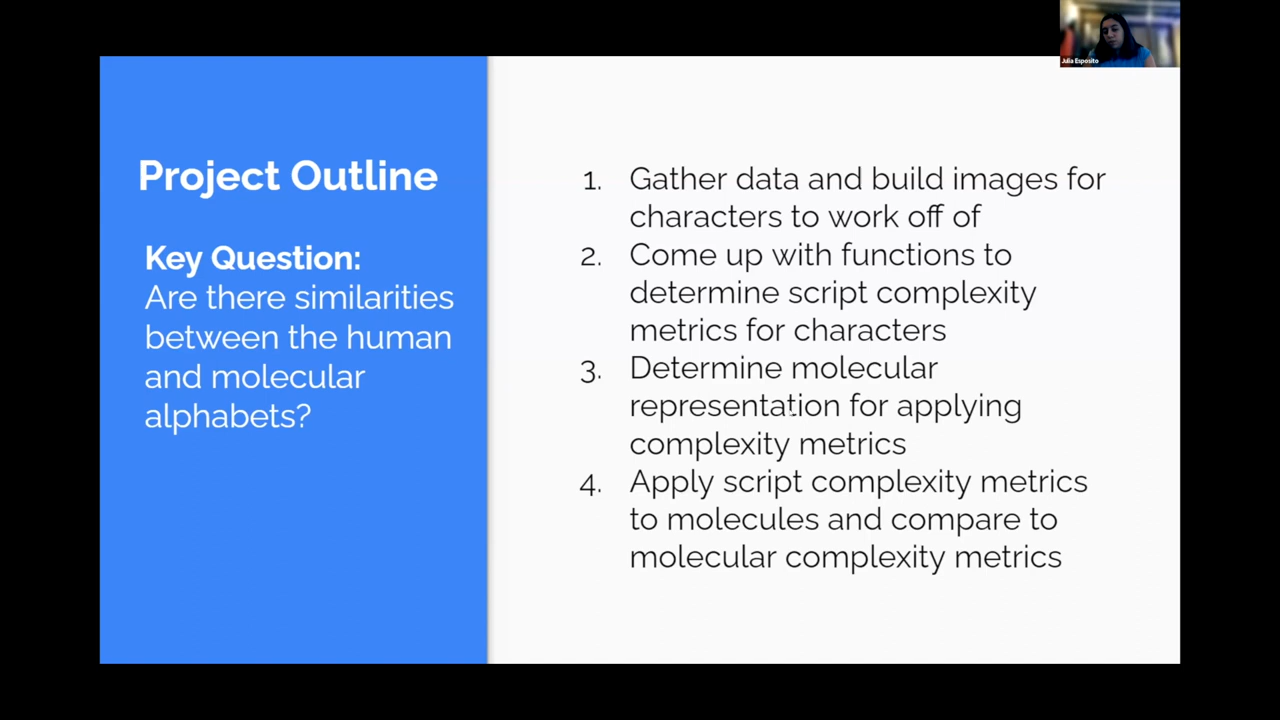 Julia Esposito
Project Outline
Key Question:
Are there similarities
between the human
and molecular
alphabets?
1. Gather data and build images for
characters to work off of
2. Come up with functions to
determine script complexity
metrics for characters
3. Determine molecular
representation for applying
complexity metrics
4. Apply script complexity metrics
to molecules and compare to
molecular complexity metrics